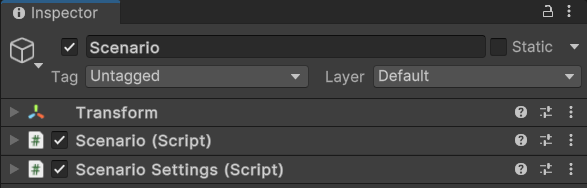 Inspector
Scenario Static
Tag Untagged Layer Default
Transform
# Scenario (Script)
# Scenario Settings (Script)